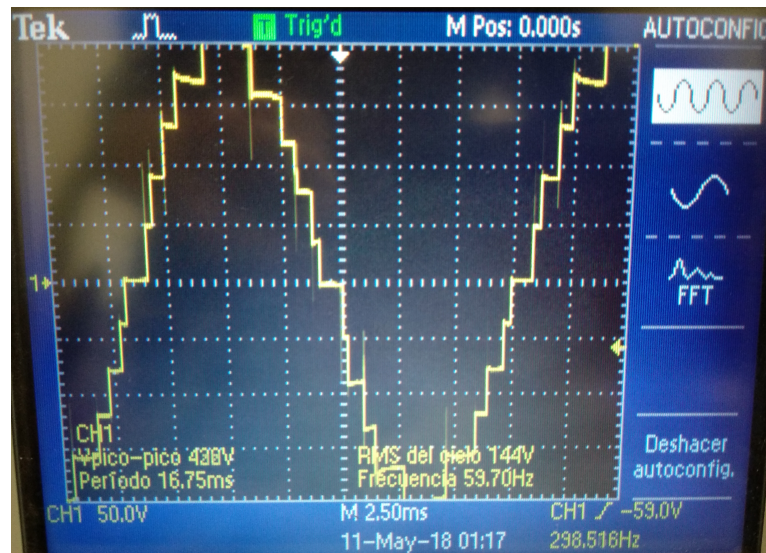 Tek Trig'd M Pos: 0.000s AUTOCONFIG
1
FFT
CH1
Vpico-pico 438V RMS del ciclo 144V
Período 16.75ms Frecuencia 59.70Hz
Deshacer
autoconfig.
CH1 50.0V M 2.50ms CH1 -59.0V
11-May-18 01:17 298.516Hz